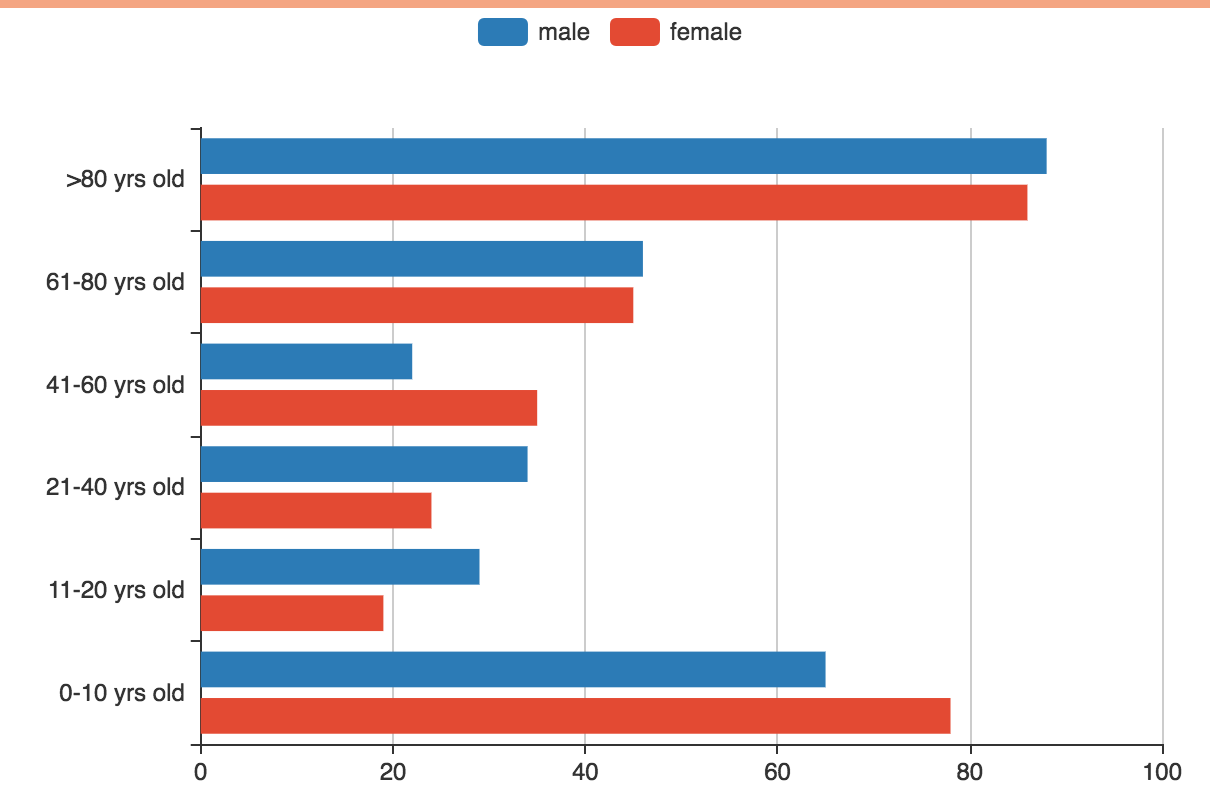 male female
>80 yrs old
61-80 yrs old
41-60 yrs old
21-40 yrs old
11-20 yrs old
0-10 yrs old
0 20 40 60 80 100